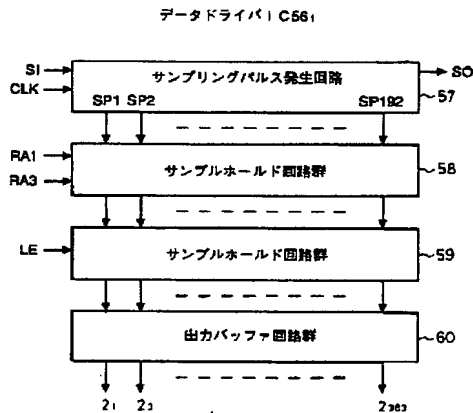 データドライバIC56₁
SI
サンプリングパルス発生回路
SO
CLK
SP1 SP2 SP192
57
RA1
サンプルホールド回路群
58
RA3
LE
サンプルホールド回路群
59
出力バッファ回路群
60
2₁ 2₃ 2₃₈₃